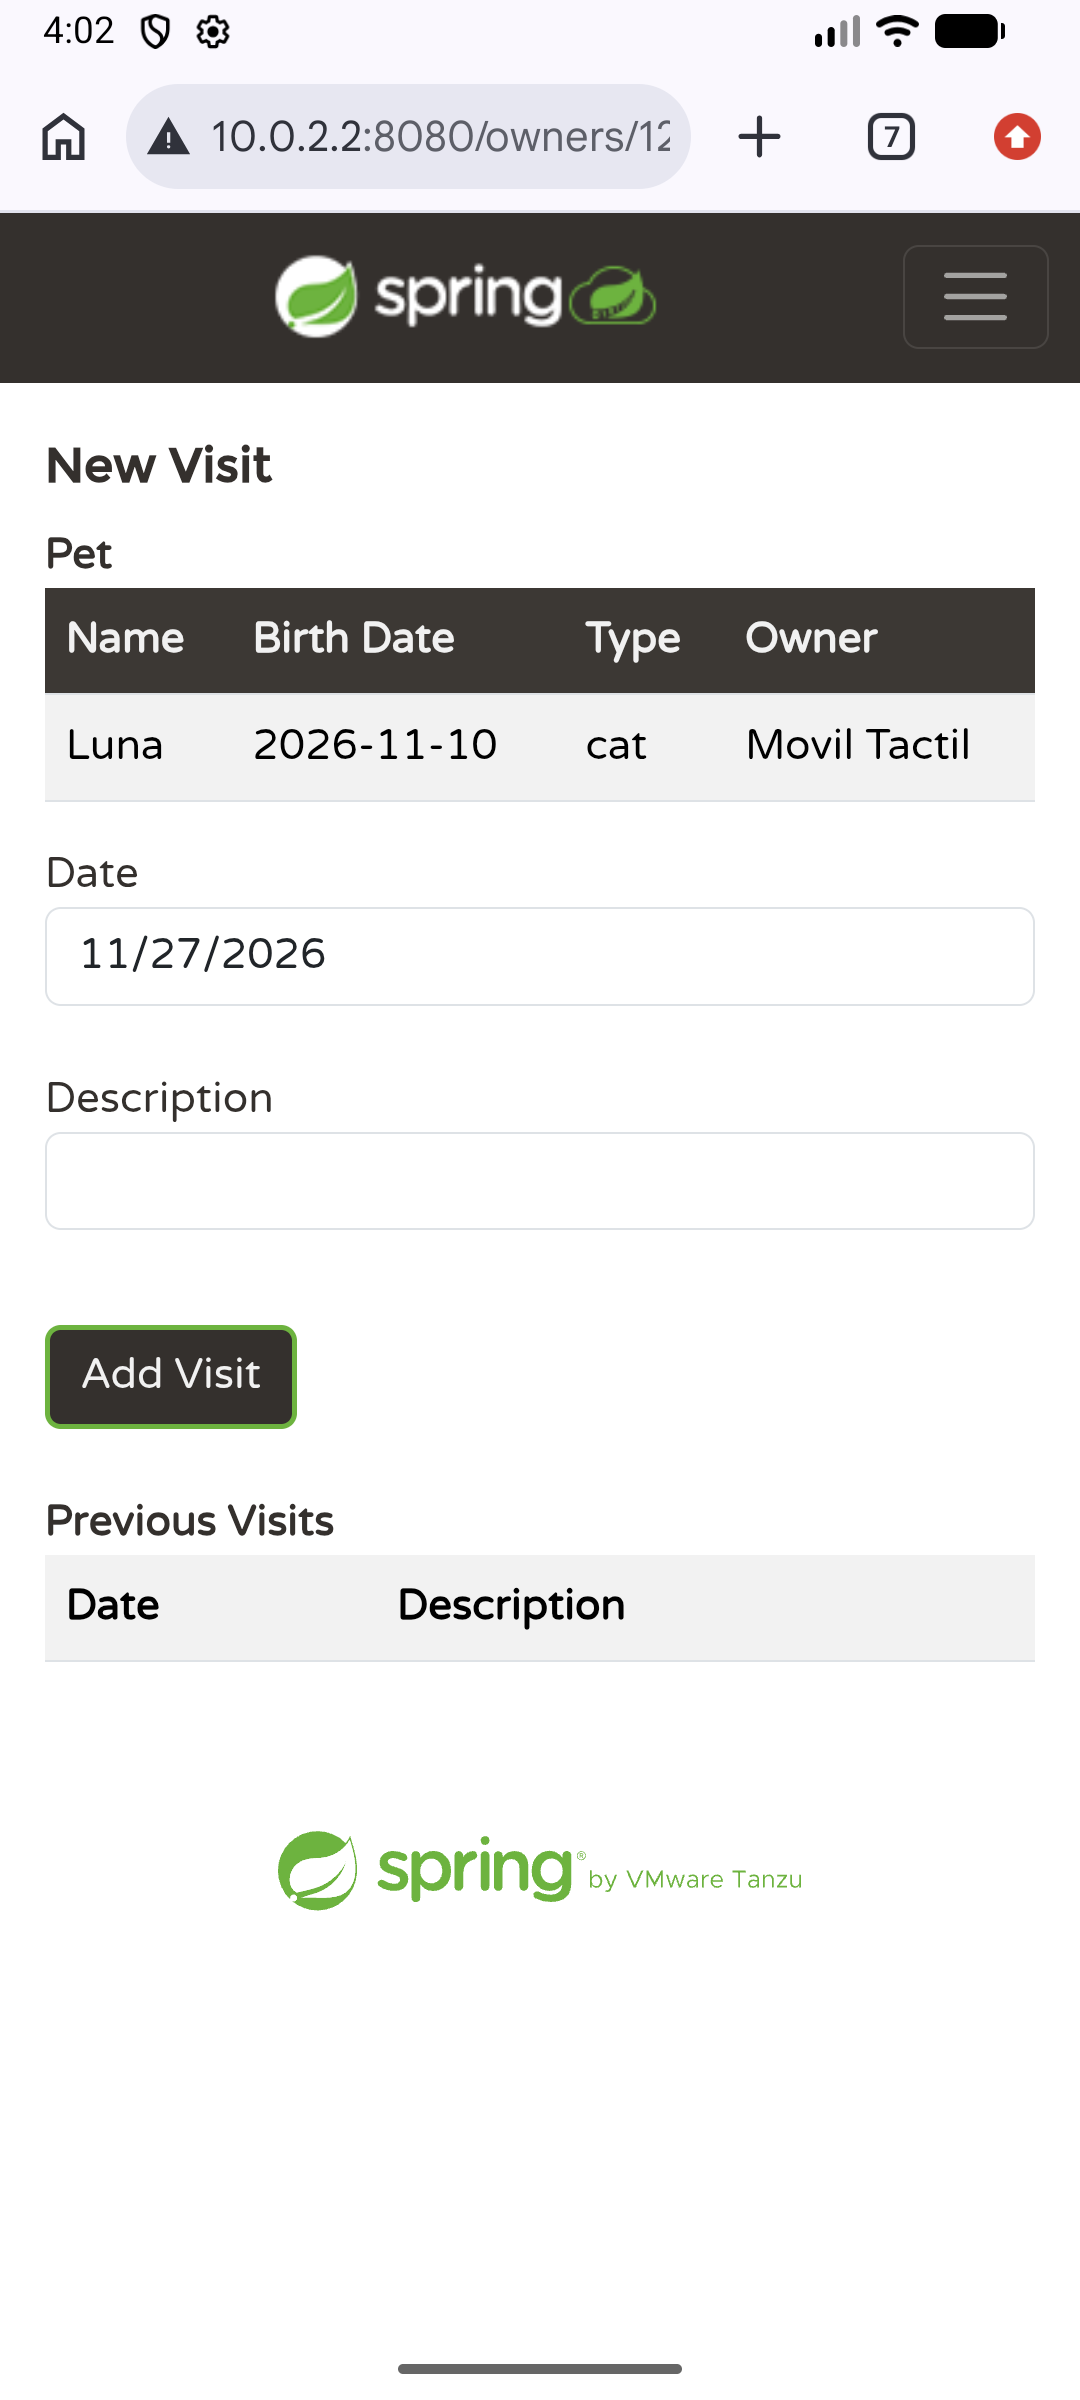 4:02
10.0.2.2:8080/owners/12
7
spring
New Visit
Pet
Name Birth Date Type Owner
Luna 2026-11-10 cat Movil Tactil
Date
11/27/2026
Description
Add Visit
Previous Visits
Date Description
spring® by VMware Tanzu